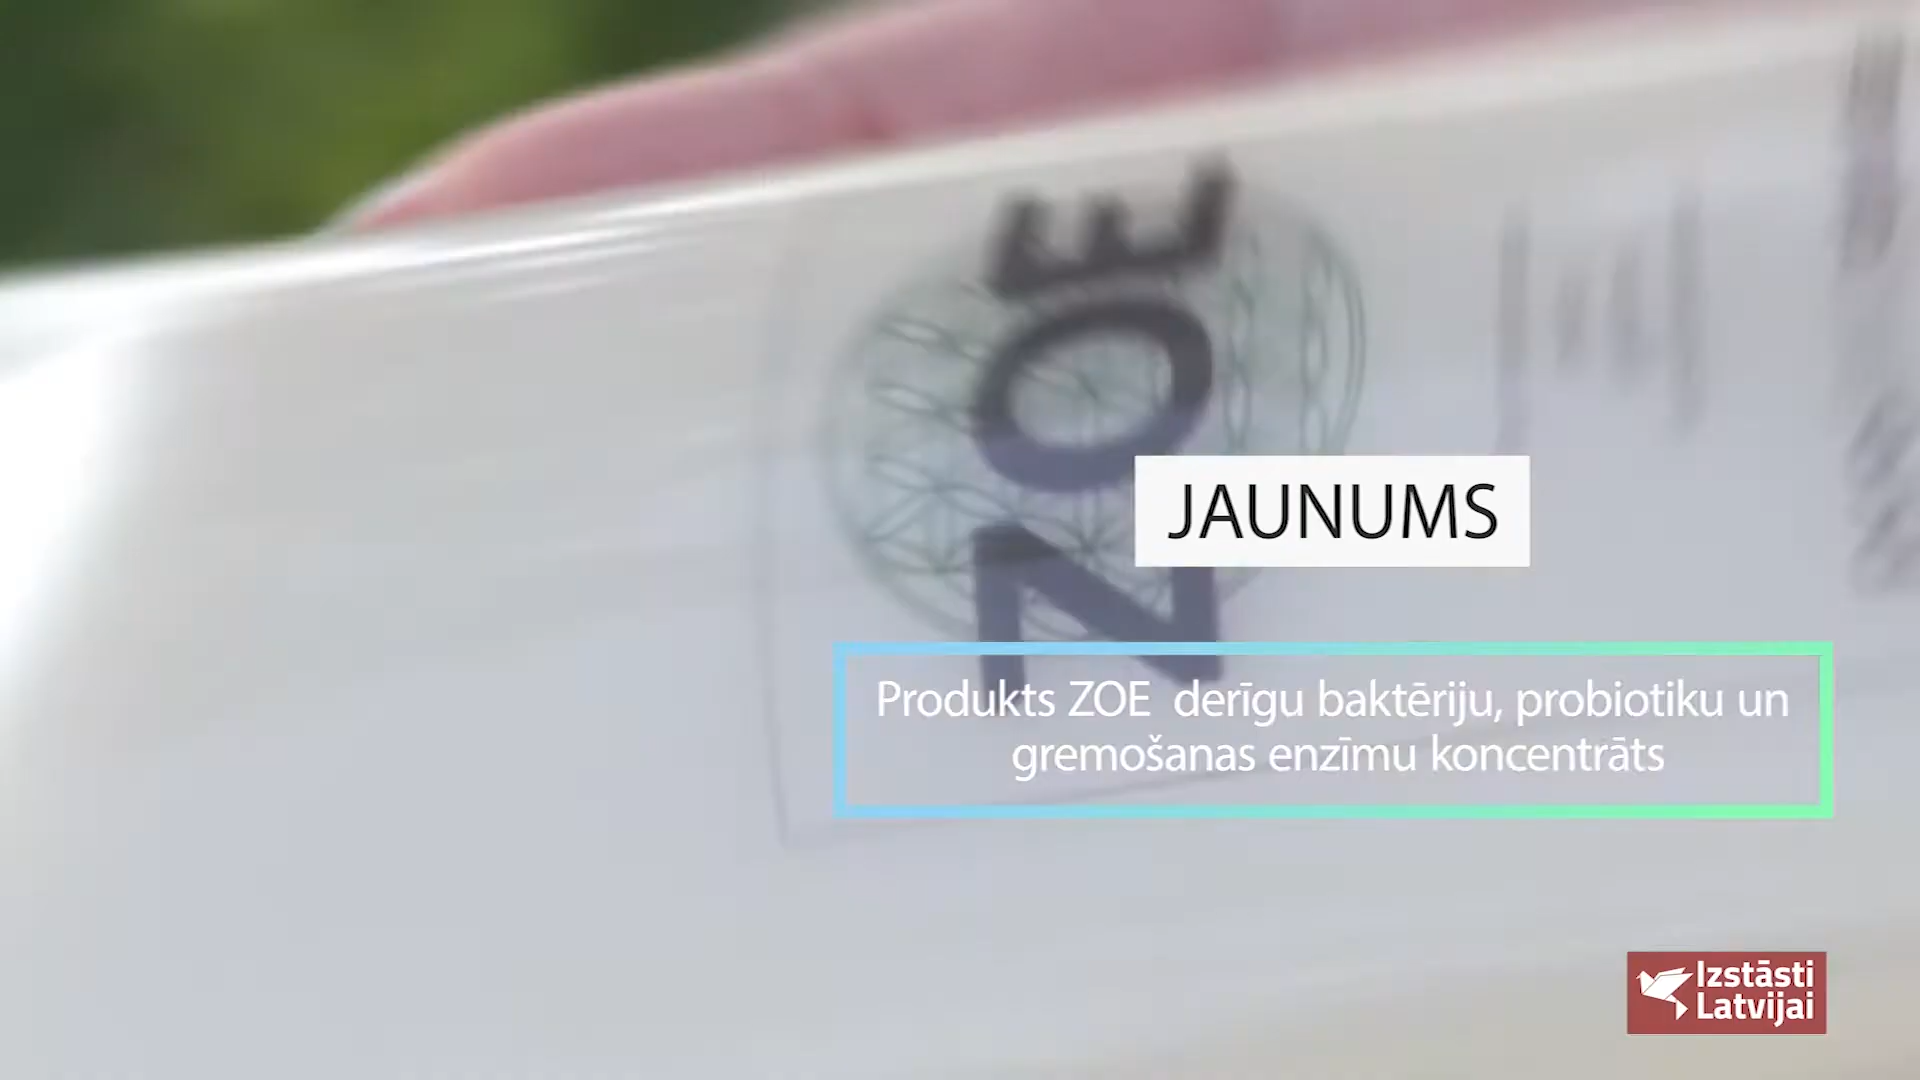 ZOE
JAUNUMS
Produkts ZOE derīgu baktēriju, probiotiku un
gremošanas enzīmu koncentrāts
Izstāsti
Latvijai